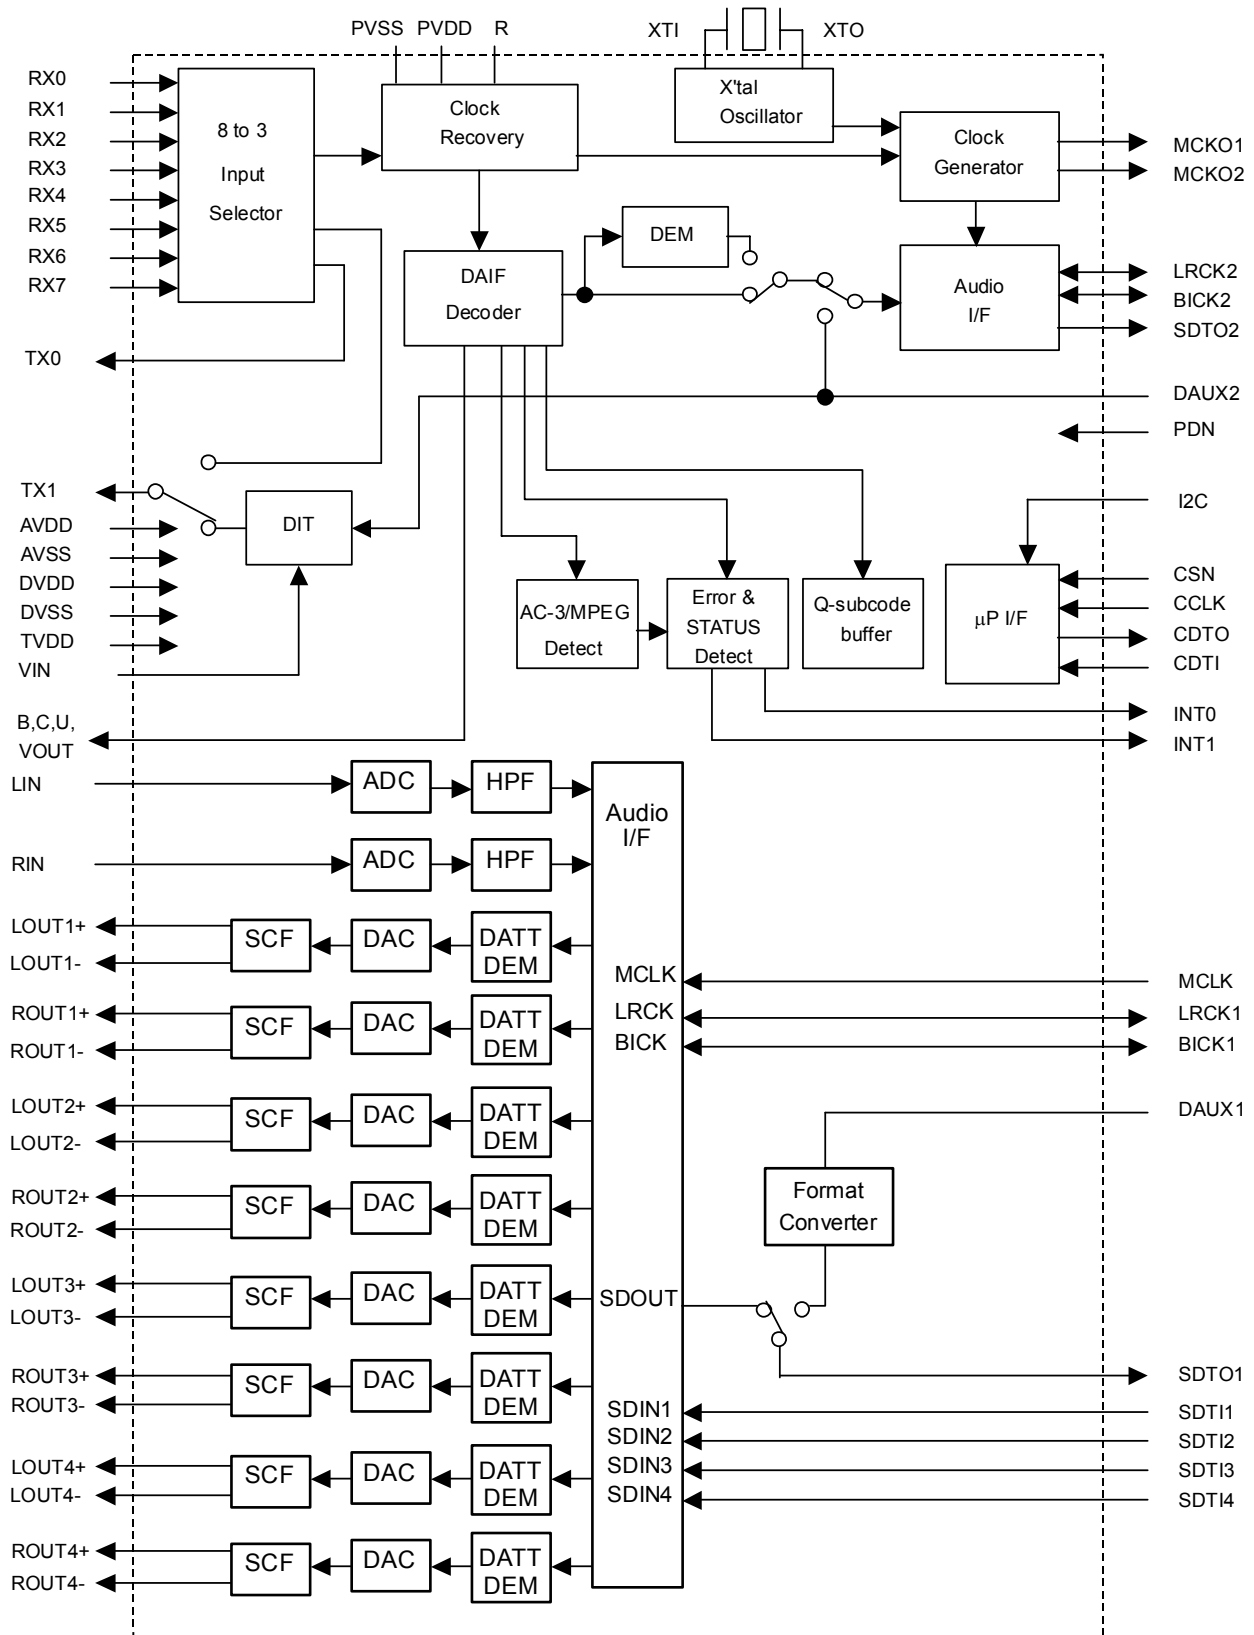 PVSS PVDD R
XTI XTO
RX0
RX1
RX2
RX3
RX4
RX5
RX6
RX7
8 to 3
Input
Selector
Clock
Recovery
X'tal
Oscillator
Clock
Generator
MCKO1
MCKO2
DEM
DAIF
Decoder
Audio
I/F
LRCK2
BICK2
SDTO2
TX0
DAUX2
PDN
TX1
AVDD
AVSS
DVDD
DVSS
TVDD
VIN
DIT
I2C
CSN
CCLK
CDTO
CDTI
AC-3/MPEG
Detect
Error &
STATUS
Detect
Q-subcode
buffer
µP I/F
INT0
INT1
B,C,U,
VOUT
LIN
ADC
HPF
Audio
I/F
RIN
ADC
HPF
LOUT1+
LOUT1-
SCF
DAC
DATT
DEM
MCLK
MCLK
ROUT1+
ROUT1-
SCF
DAC
DATT
DEM
LRCK
LRCK1
BICK
BICK1
LOUT2+
LOUT2-
SCF
DAC
DATT
DEM
DAUX1
ROUT2+
ROUT2-
SCF
DAC
DATT
DEM
Format
Converter
LOUT3+
LOUT3-
SCF
DAC
DATT
DEM
SDOUT
ROUT3+
ROUT3-
SCF
DAC
DATT
DEM
SDTO1
SDIN1
SDTI1
SDIN2
SDTI2
SDIN3
SDTI3
SDIN4
SDTI4
LOUT4+
LOUT4-
SCF
DAC
DATT
DEM
ROUT4+
ROUT4-
SCF
DAC
DATT
DEM